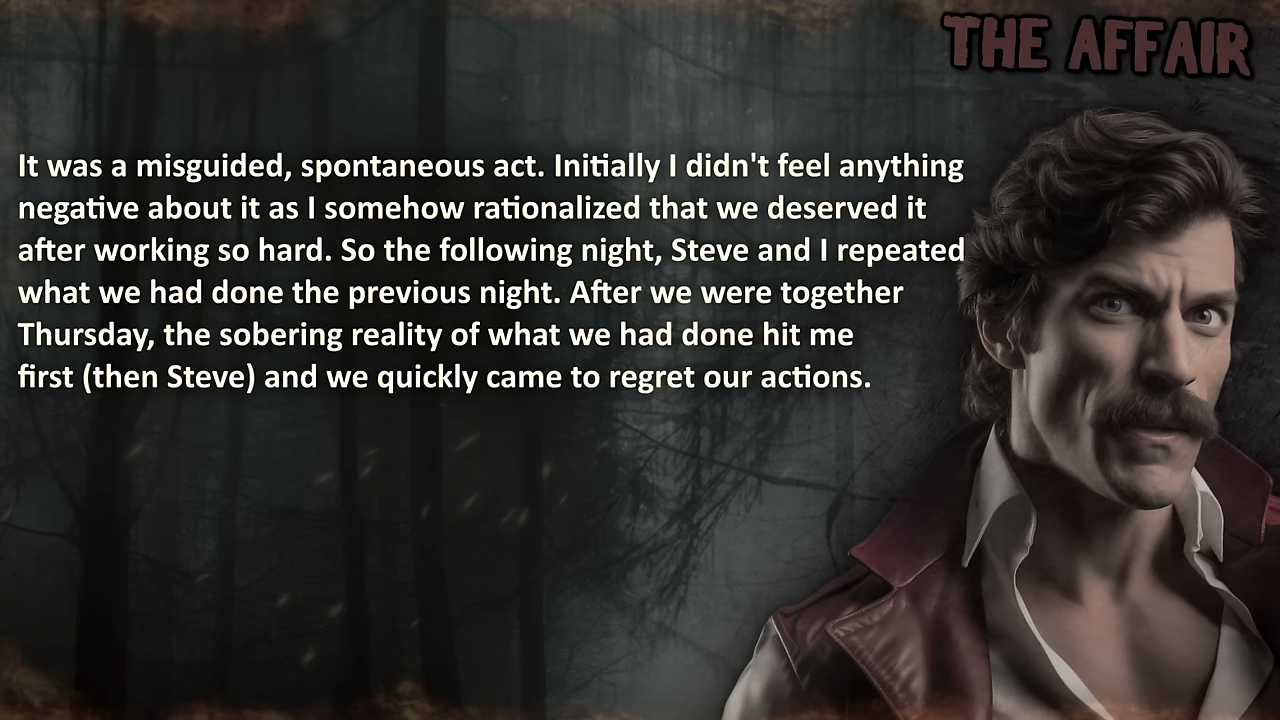 THE AFFAIR
It was a misguided, spontaneous act. Initially I didn't feel anything
negative about it as I somehow rationalized that we deserved it
after working so hard. So the following night, Steve and I repeated
what we had done the previous night. After we were together
Thursday, the sobering reality of what we had done hit me
first (then Steve) and we quickly came to regret our actions.